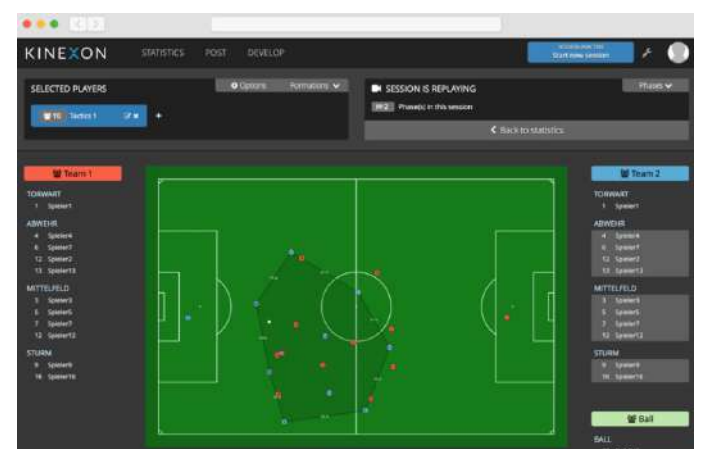 KINEXON
STATISTICS POST DEVELOP
Start new session
SELECTED PLAYERS
Options Formations
Tactics 1
+
SESSION IS REPLAYING
Phases
2 Phase(s) in this session
Back to statistics
Team 1
TORWART
1 Spieler1
ABWEHR
4 Spieler4
6 Spieler7
12 Spieler2
13 Spieler13
MITTELFELD
3 Spieler3
5 Spieler5
7 Spieler7
12 Spieler12
STURM
9 Spieler9
16 Spieler16
Team 2
TORWART
1 Spieler1
ABWEHR
4 Spieler4
6 Spieler7
12 Spieler2
13 Spieler13
MITTELFELD
3 Spieler3
5 Spieler5
7 Spieler7
12 Spieler12
STURM
9 Spieler9
16 Spieler16
Ball
BALL